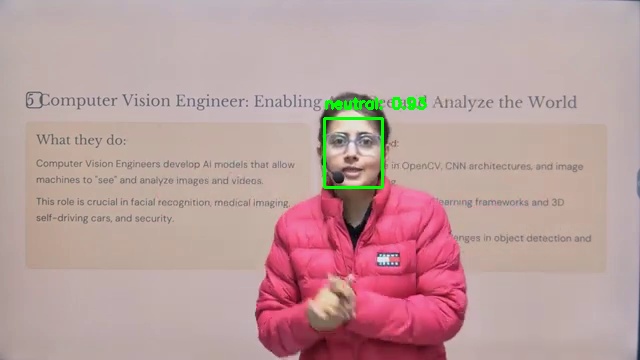 5 Computer Vision Engineer: Enabling Analyze the World
neutral:
What they do:
Computer Vision Engineers develop AI models that allow
machines to "see" and analyze images and videos.
This role is crucial in facial recognition, medical imaging,
self-driving cars, and security.
in OpenCV, CNN architectures, and image
learning frameworks and 3D
in object detection and